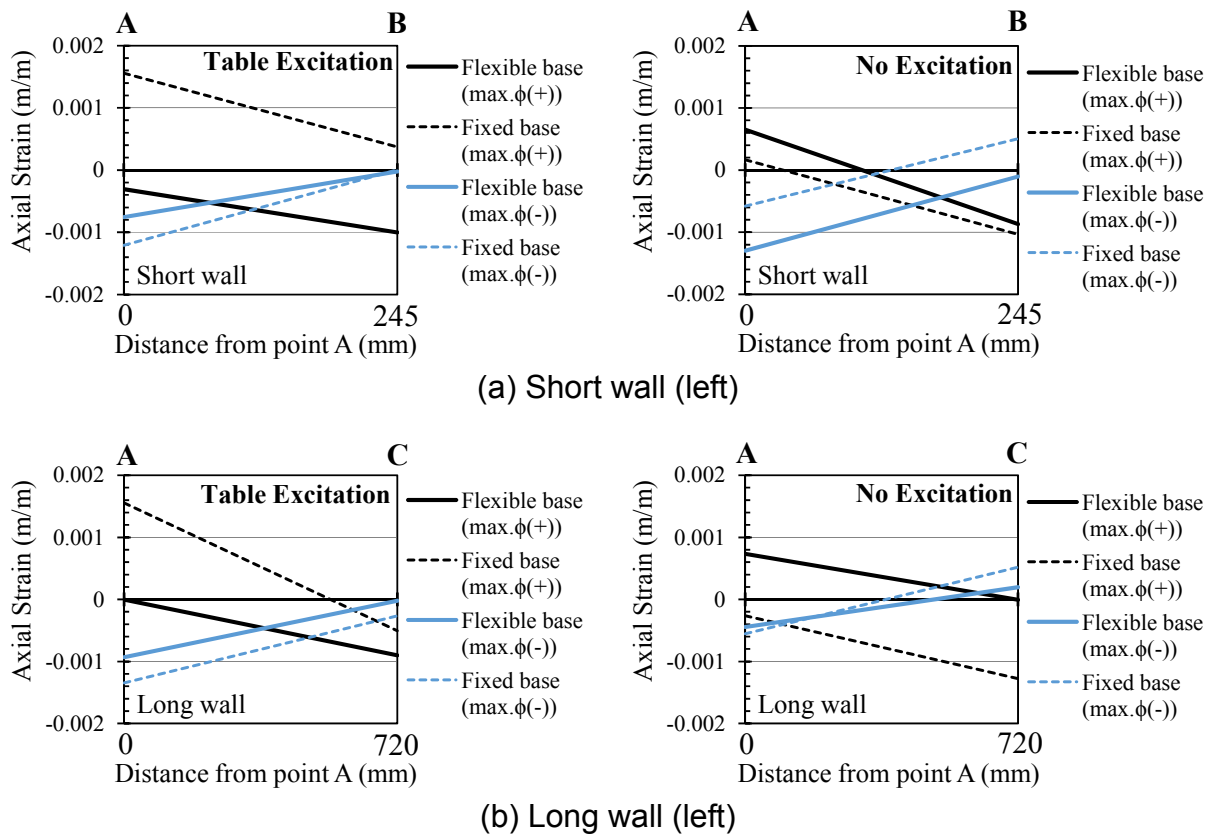 A B
0.002
0.001
0
-0.001
-0.002
Axial Strain (m/m)
Table Excitation
Short wall
0 245
Distance from point A (mm)
Flexible base
(max.ϕ(+))
Fixed base
(max.ϕ(+))
Flexible base
(max.ϕ(-))
Fixed base
(max.ϕ(-))
A B
0.002
0.001
0
-0.001
-0.002
Axial Strain (m/m)
No Excitation
Short wall
0 245
Distance from point A (mm)
Flexible base
(max.ϕ(+))
Fixed base
(max.ϕ(+))
Flexible base
(max.ϕ(-))
Fixed base
(max.ϕ(-))
(a) Short wall (left)
A C
0.002
0.001
0
-0.001
-0.002
Axial Strain (m/m)
Table Excitation
Long wall
0 720
Distance from point A (mm)
Flexible base
(max.ϕ(+))
Fixed base
(max.ϕ(+))
Flexible base
(max.ϕ(-))
Fixed base
(max.ϕ(-))
A C
0.002
0.001
0
-0.001
-0.002
Axial Strain (m/m)
No Excitation
Long wall
0 720
Distance from point A (mm)
Flexible base
(max.ϕ(+))
Fixed base
(max.ϕ(+))
Flexible base
(max.ϕ(-))
Fixed base
(max.ϕ(-))
(b) Long wall (left)